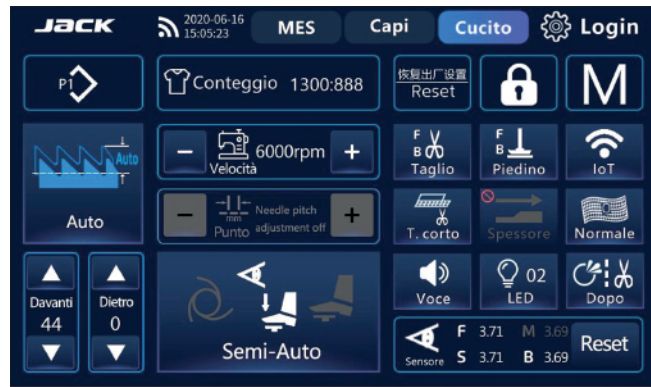 JACK
2020-06-16
15:05:23
MES
Capi
Cucito
Login
P1
Conteggio 1300:888
恢复出厂设置
Reset
M
Auto
Auto
6000rpm
Velocità
F
B
Taglio
F
B
Piedino
IoT
mm
Punto
Needle pitch
adjustment off
T. corto
Spessore
Normale
Davanti
44
Dietro
0
Semi-Auto
Voce
02
LED
Dopo
Sensore
F 3.71 M 3.69
S 3.71 B 3.69
Reset